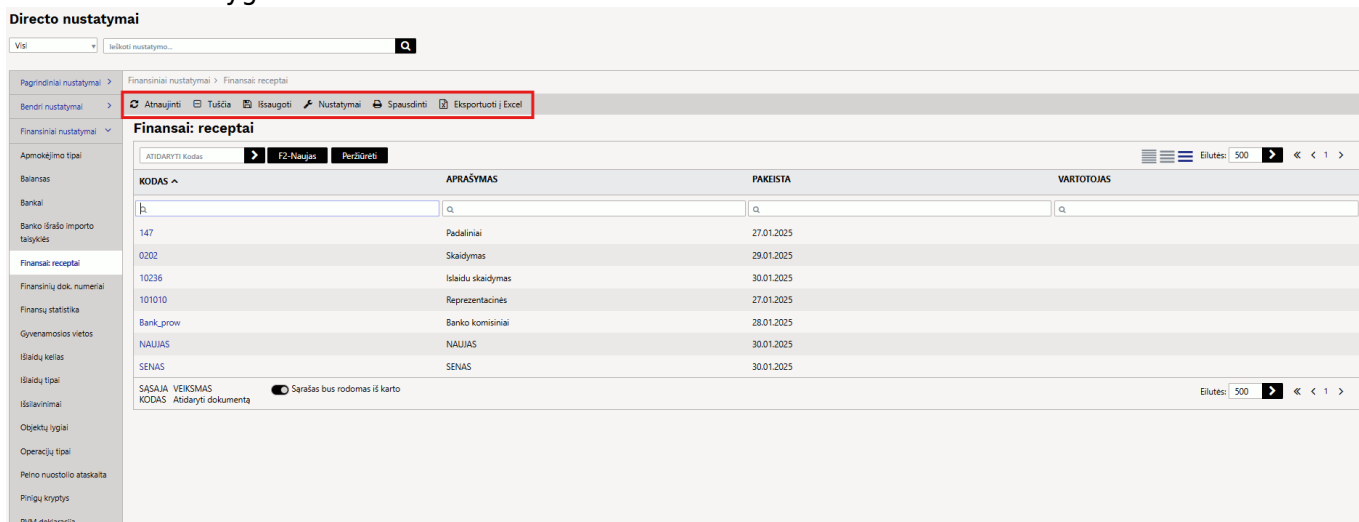 Directo nustatymai
Visi
Ieškoti nustatymo...
Pagrindiniai nustatymai >
Bendri nustatymai >
Finansiniai nustatymai
Apmokėjimo tipai
Balansas
Bankai
Banko išrašo importo
taisyklės
Finansai: receptai
Finansinių dok. numeriai
Finansų statistika
Gyvenamosios vietos
Išlaidų kelias
Išlaidų tipai
Išsilavinimai
Objektų lygiai
Operacijų tipai
Pelno nuostolio ataskaita
Pinigų kryptys
PVM deklaracija
Finansiniai nustatymai > Finansai: receptai
Atnaujinti Tuščia Išsaugoti Nustatymai Spausdinti Eksportuoti į Excel
Finansai: receptai
ATIDARYTI Kodas > F2-Naujas Peržiūrėti Eilutės: 500 > « < 1 >
KODAS APRAŠYMAS PAKEISTA VARTOTOJAS
147 Padaliniai 27.01.2025
0202 Skaidymas 29.01.2025
10236 Islaidu skaidymas 30.01.2025
101010 Reprezentacinės 27.01.2025
Bank_prow Banko komisiniai 28.01.2025
NAUJAS NAUJAS 30.01.2025
SENAS SENAS 30.01.2025
SĄSAJA VEIKSMAS Sąrašas bus rodomas iš karto Eilutės: 500 > « < 1 >
KODAS Atidaryti dokumentą